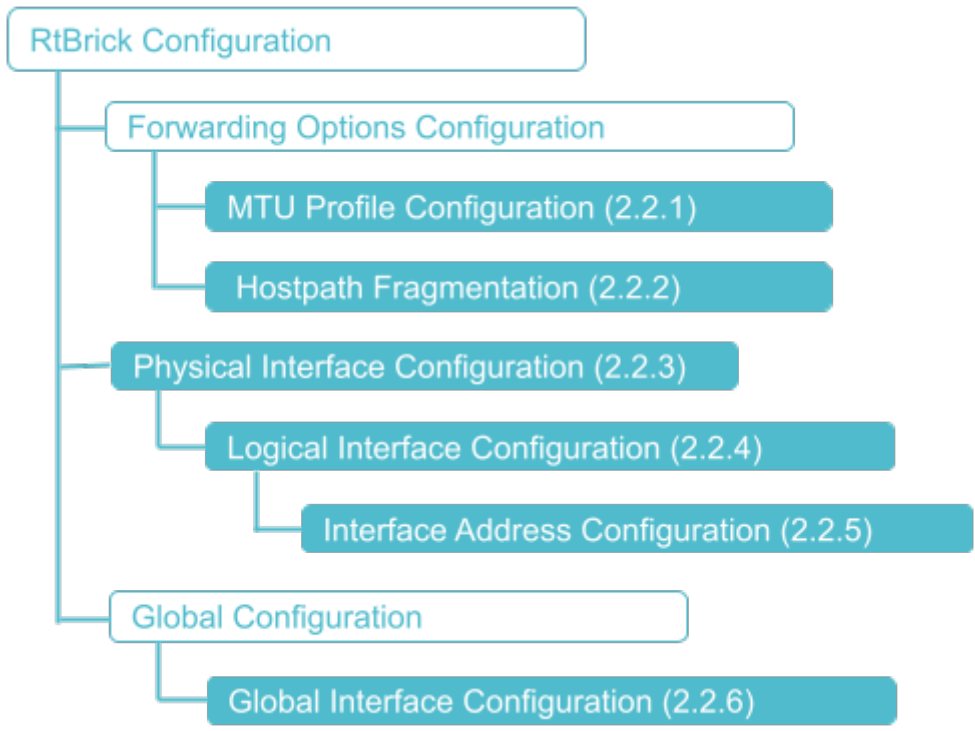 RtBrick Configuration
Forwarding Options Configuration
MTU Profile Configuration (2.2.1)
Hostpath Fragmentation (2.2.2)
Physical Interface Configuration (2.2.3)
Logical Interface Configuration (2.2.4)
Interface Address Configuration (2.2.5)
Global Configuration
Global Interface Configuration (2.2.6)